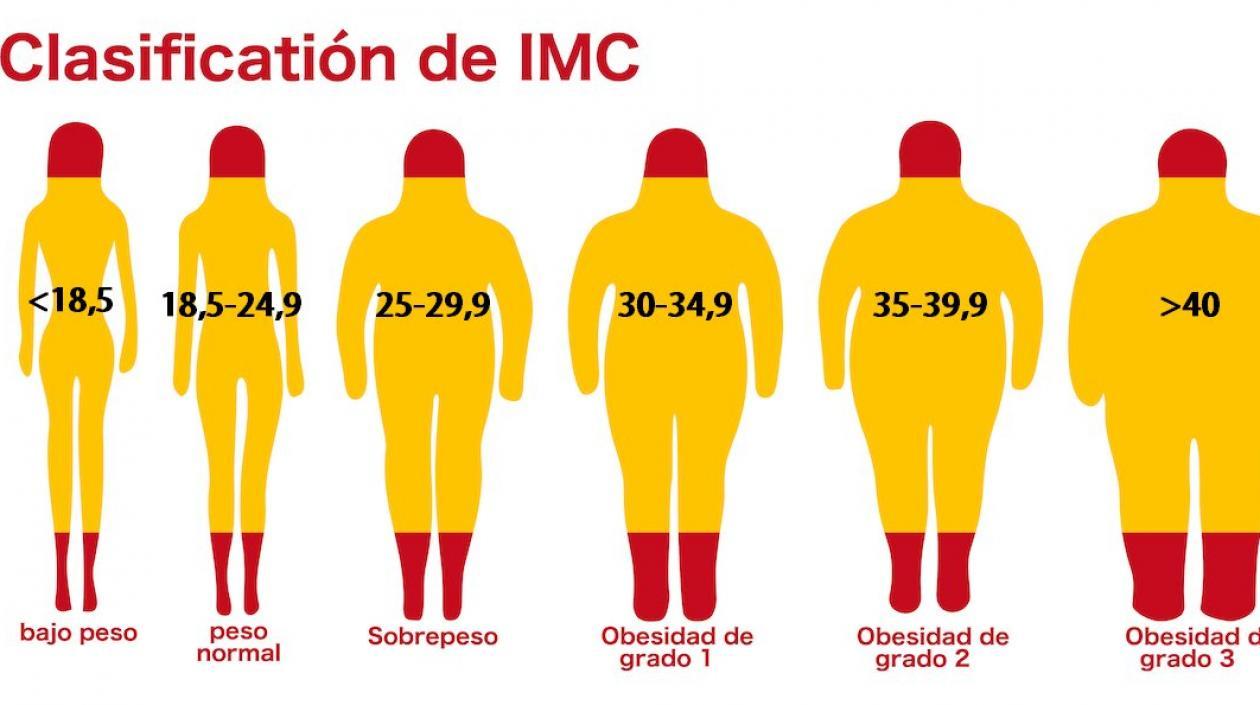 Clasificatión de IMC
<18,5
18,5-24,9
25-29,9
30-34,9
35-39,9
>40
bajo peso
peso
normal
Sobrepeso
Obesidad de
grado 1
Obesidad de
grado 2
Obesidad d
grado 3